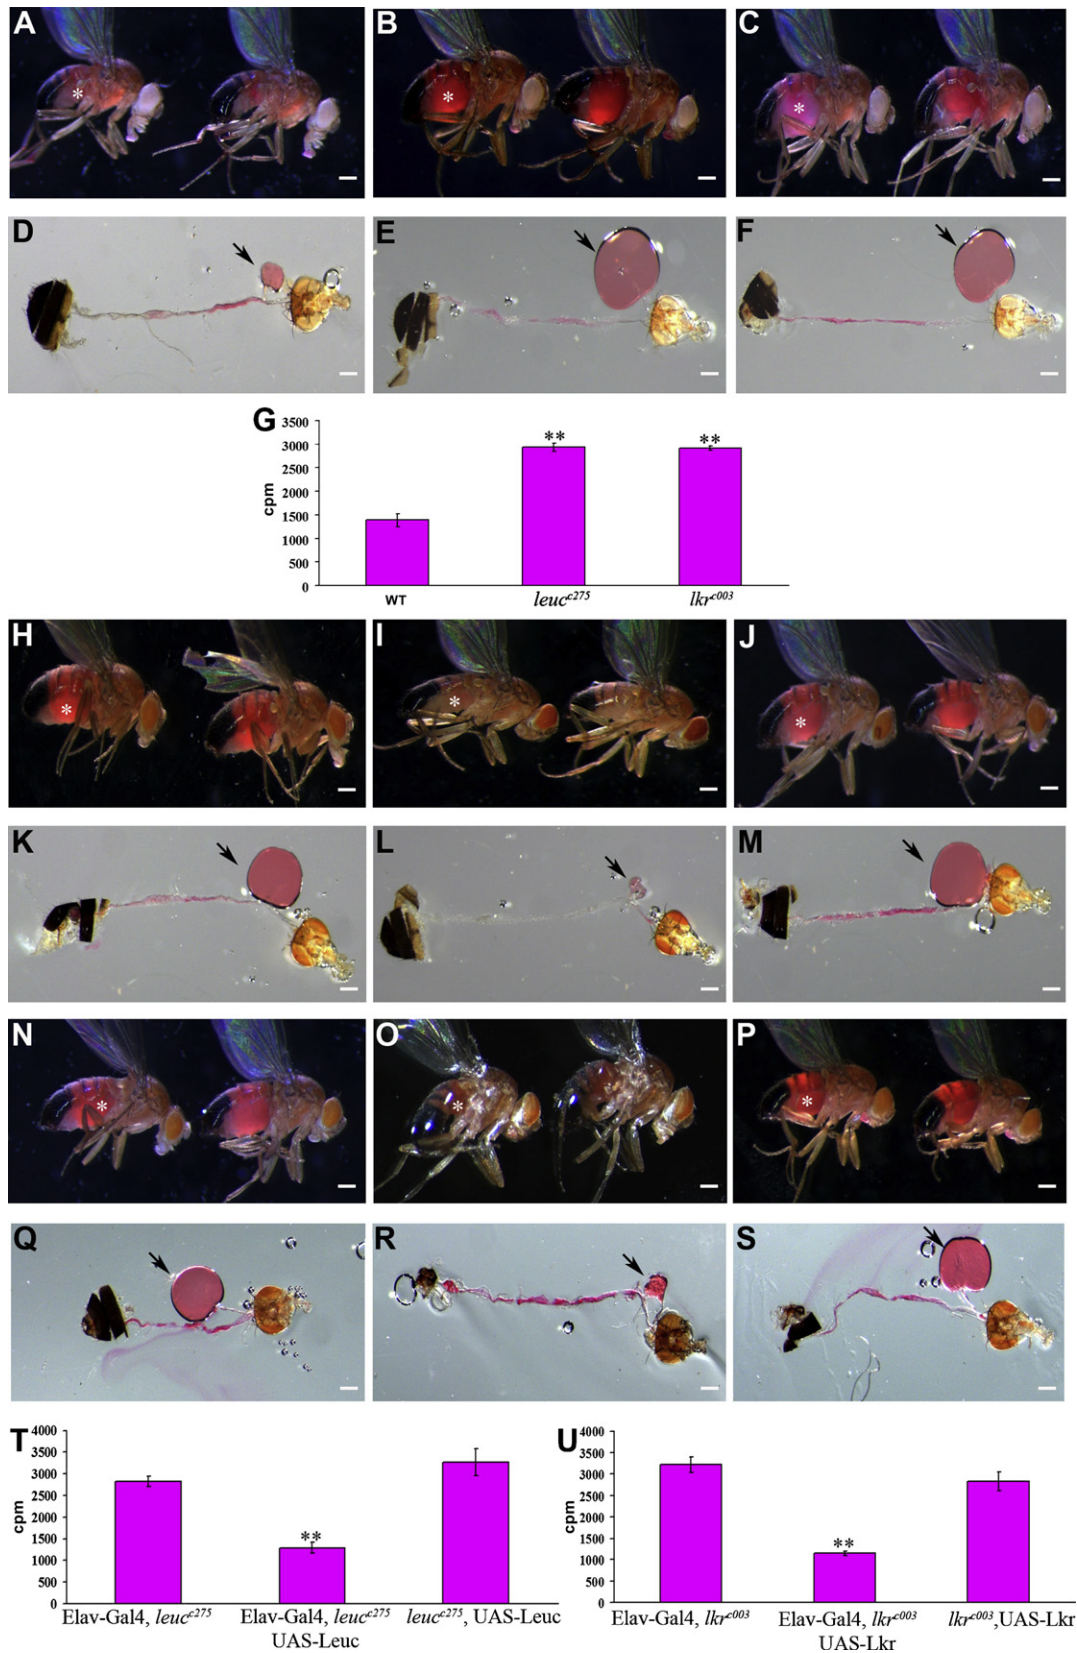 A B C
* * *
D E F
G
3500
3000
2500
2000
1500
1000
500
0
cpm
** **
WT leuc^c275 lkr^c003
H I J
* * *
K L M
N O P
* * *
Q R S
T
4000
3500
3000
2500
2000
1500
1000
500
0
cpm
**
Elav-Gal4, leuc^c275 Elav-Gal4, leuc^c275 leuc^c275, UAS-Leuc
UAS-Leuc
U
4000
3500
3000
2500
2000
1500
1000
500
0
cpm
**
Elav-Gal4, lkr^c003 Elav-Gal4, lkr^c003 lkr^c003,UAS-Lkr
UAS-Lkr